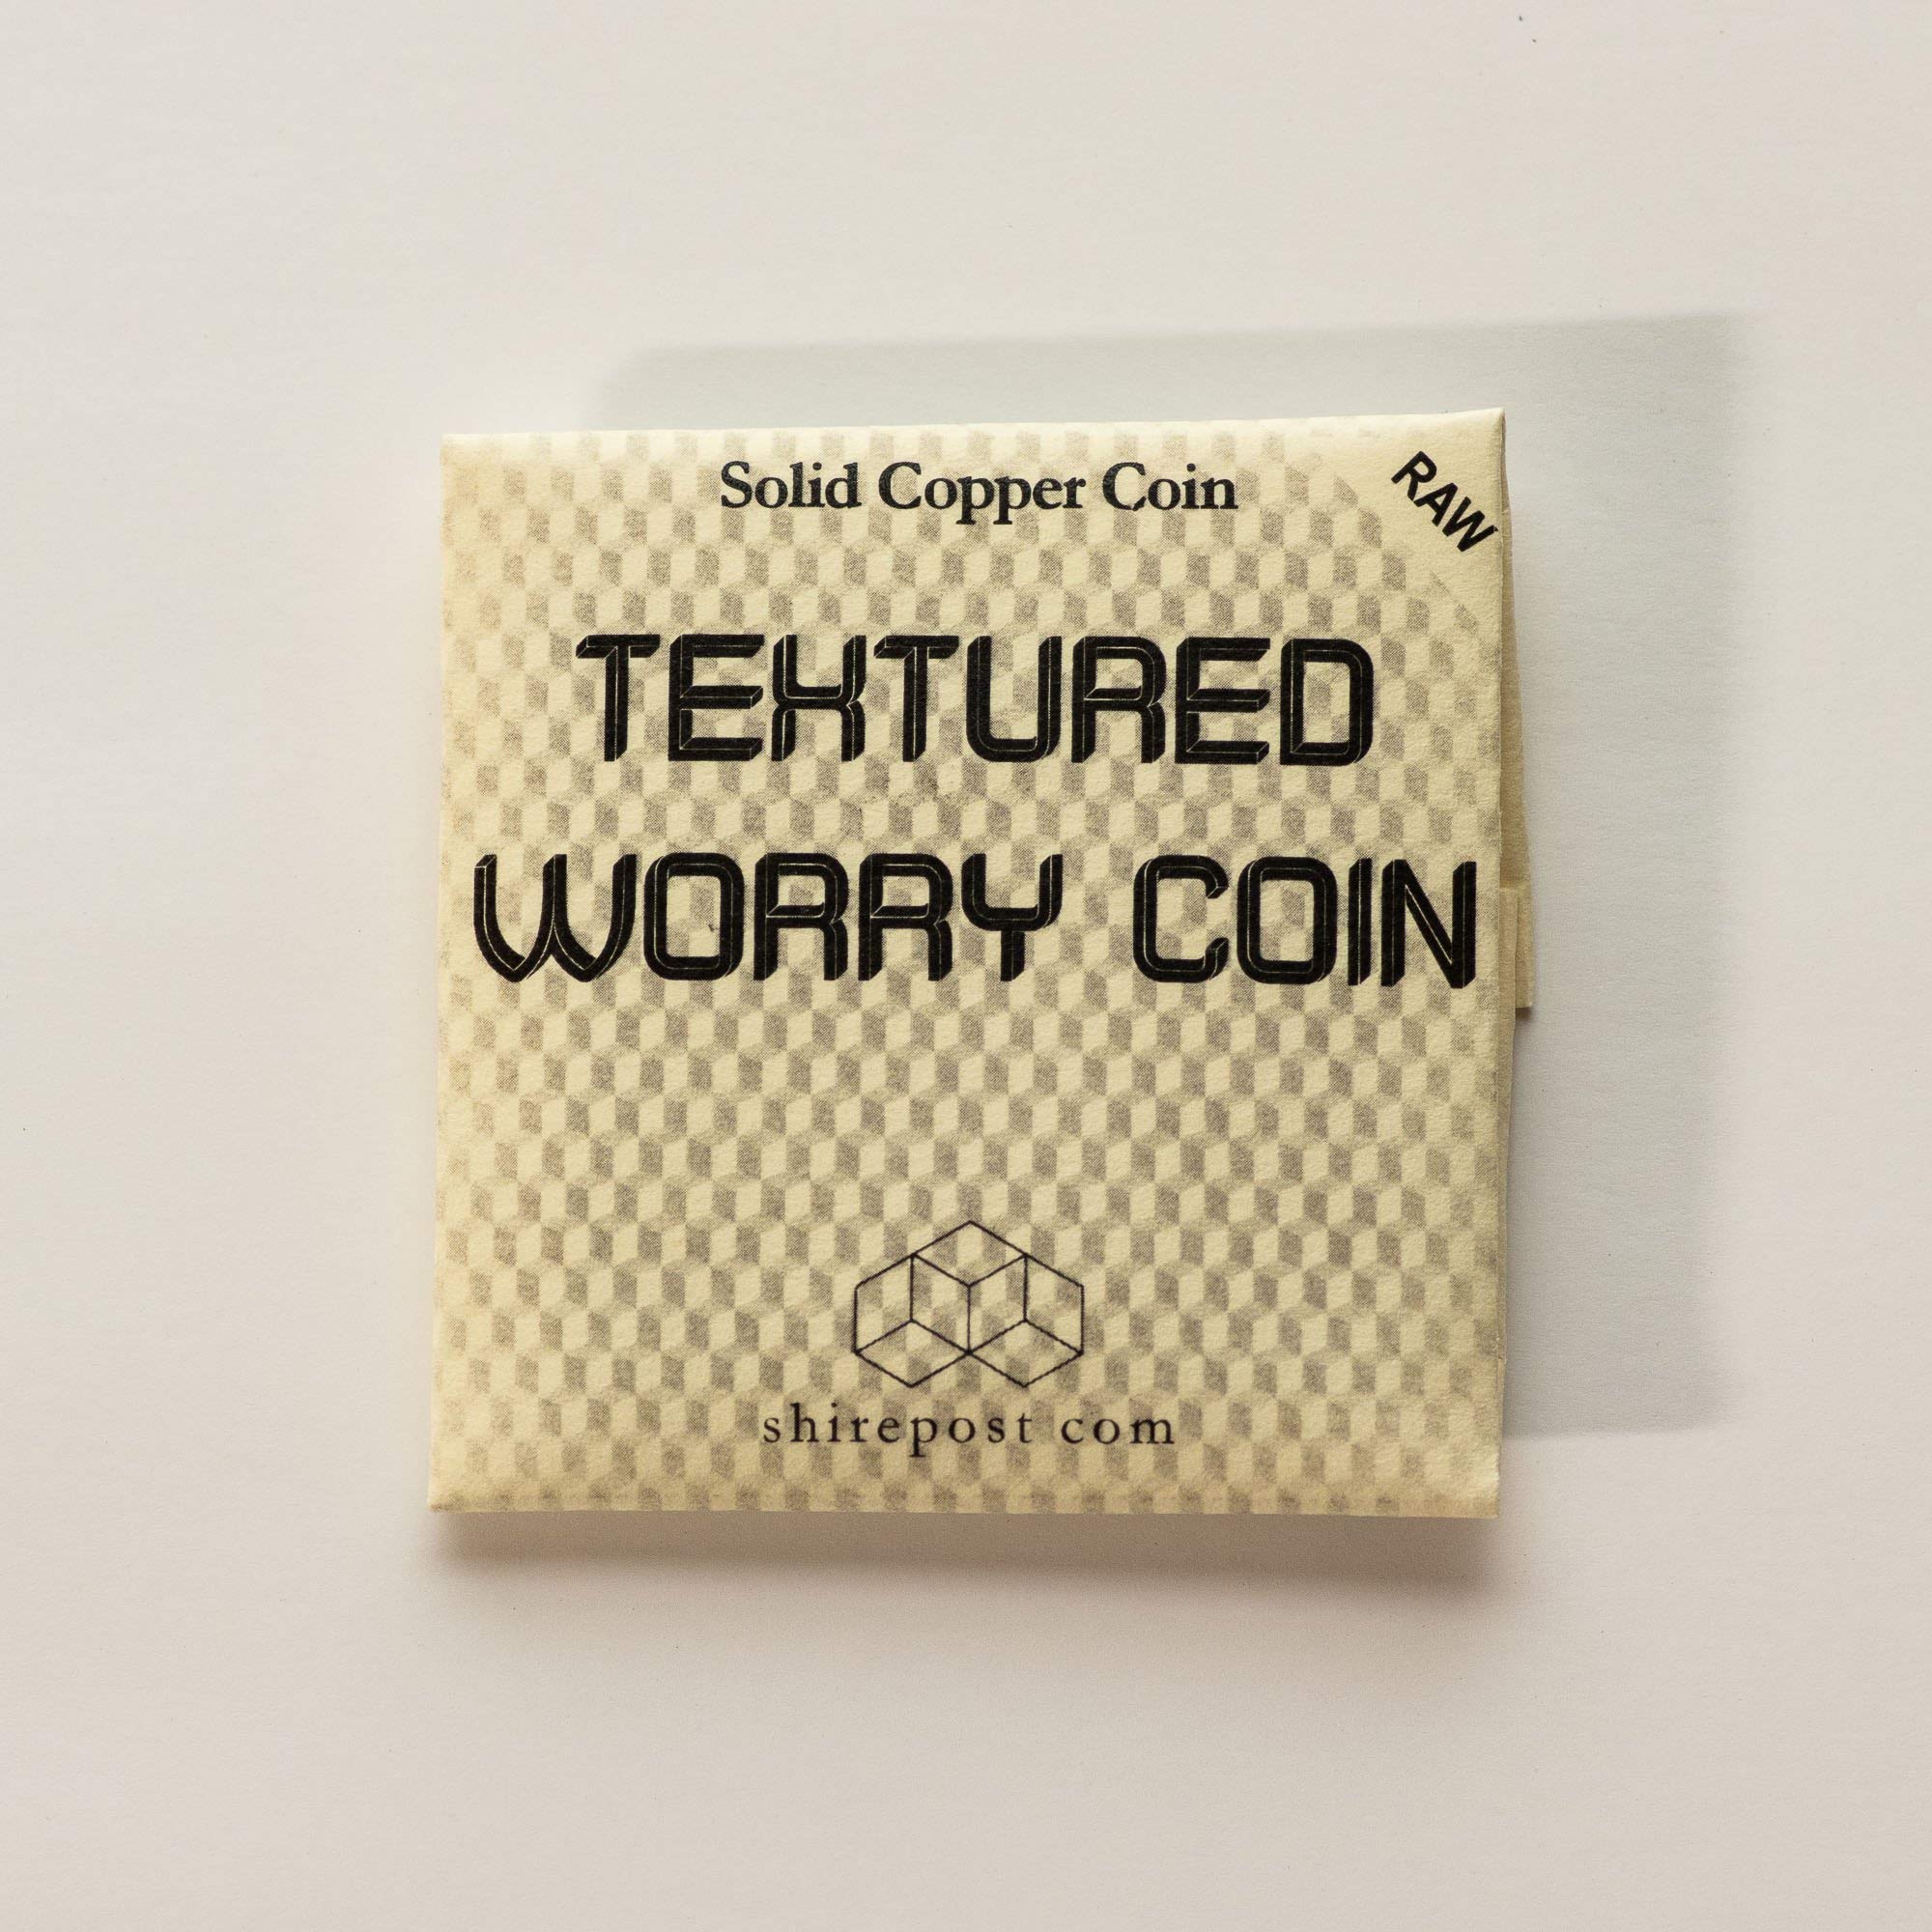 Solid Copper Coin
RAW
TEXTURED
WORRY COIN
shirepost com